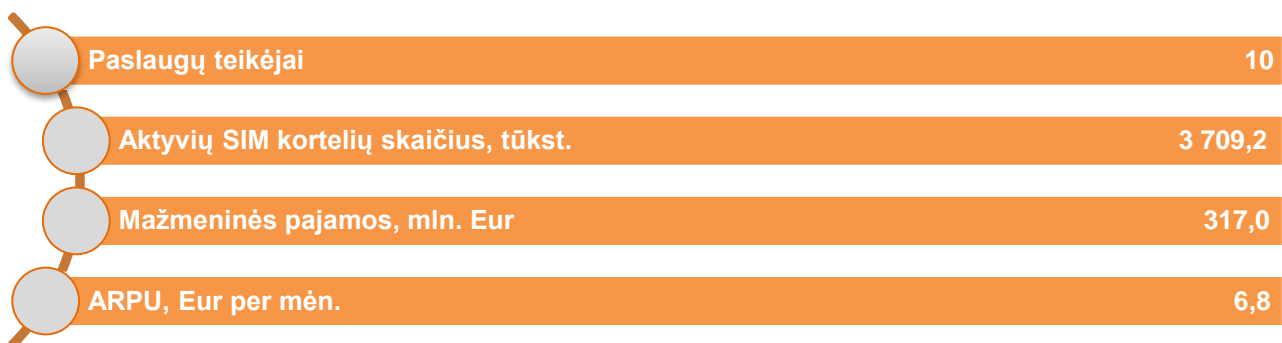 Paslaugų teikėjai 10
Aktyvių SIM kortelių skaičius, tūkst. 3 709,2
Mažmeninės pajamos, mln. Eur 317,0
ARPU, Eur per mėn. 6,8